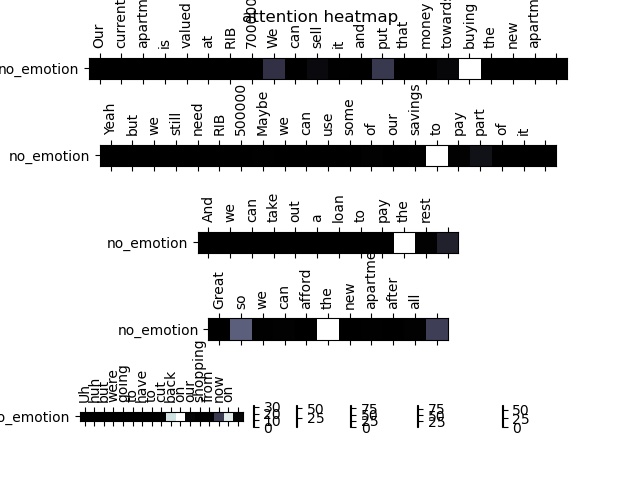 attention heatmap
Our current apartm is valued at RIB 700000 We can sell it and put that money towards buying the new apartm
no_emotion
Yeah but we still need RIB 500000 Maybe we can use some of our savings to pay part of it
no_emotion
And we can take out a loan to pay the rest
no_emotion
Great so we can afford the new apartme after all
no_emotion
Uh huh but were going to have to cut back on our shopping from now on
o_emotion
30 20 10 0
50 25
75 50 25 0
75 50 25
50 25 0